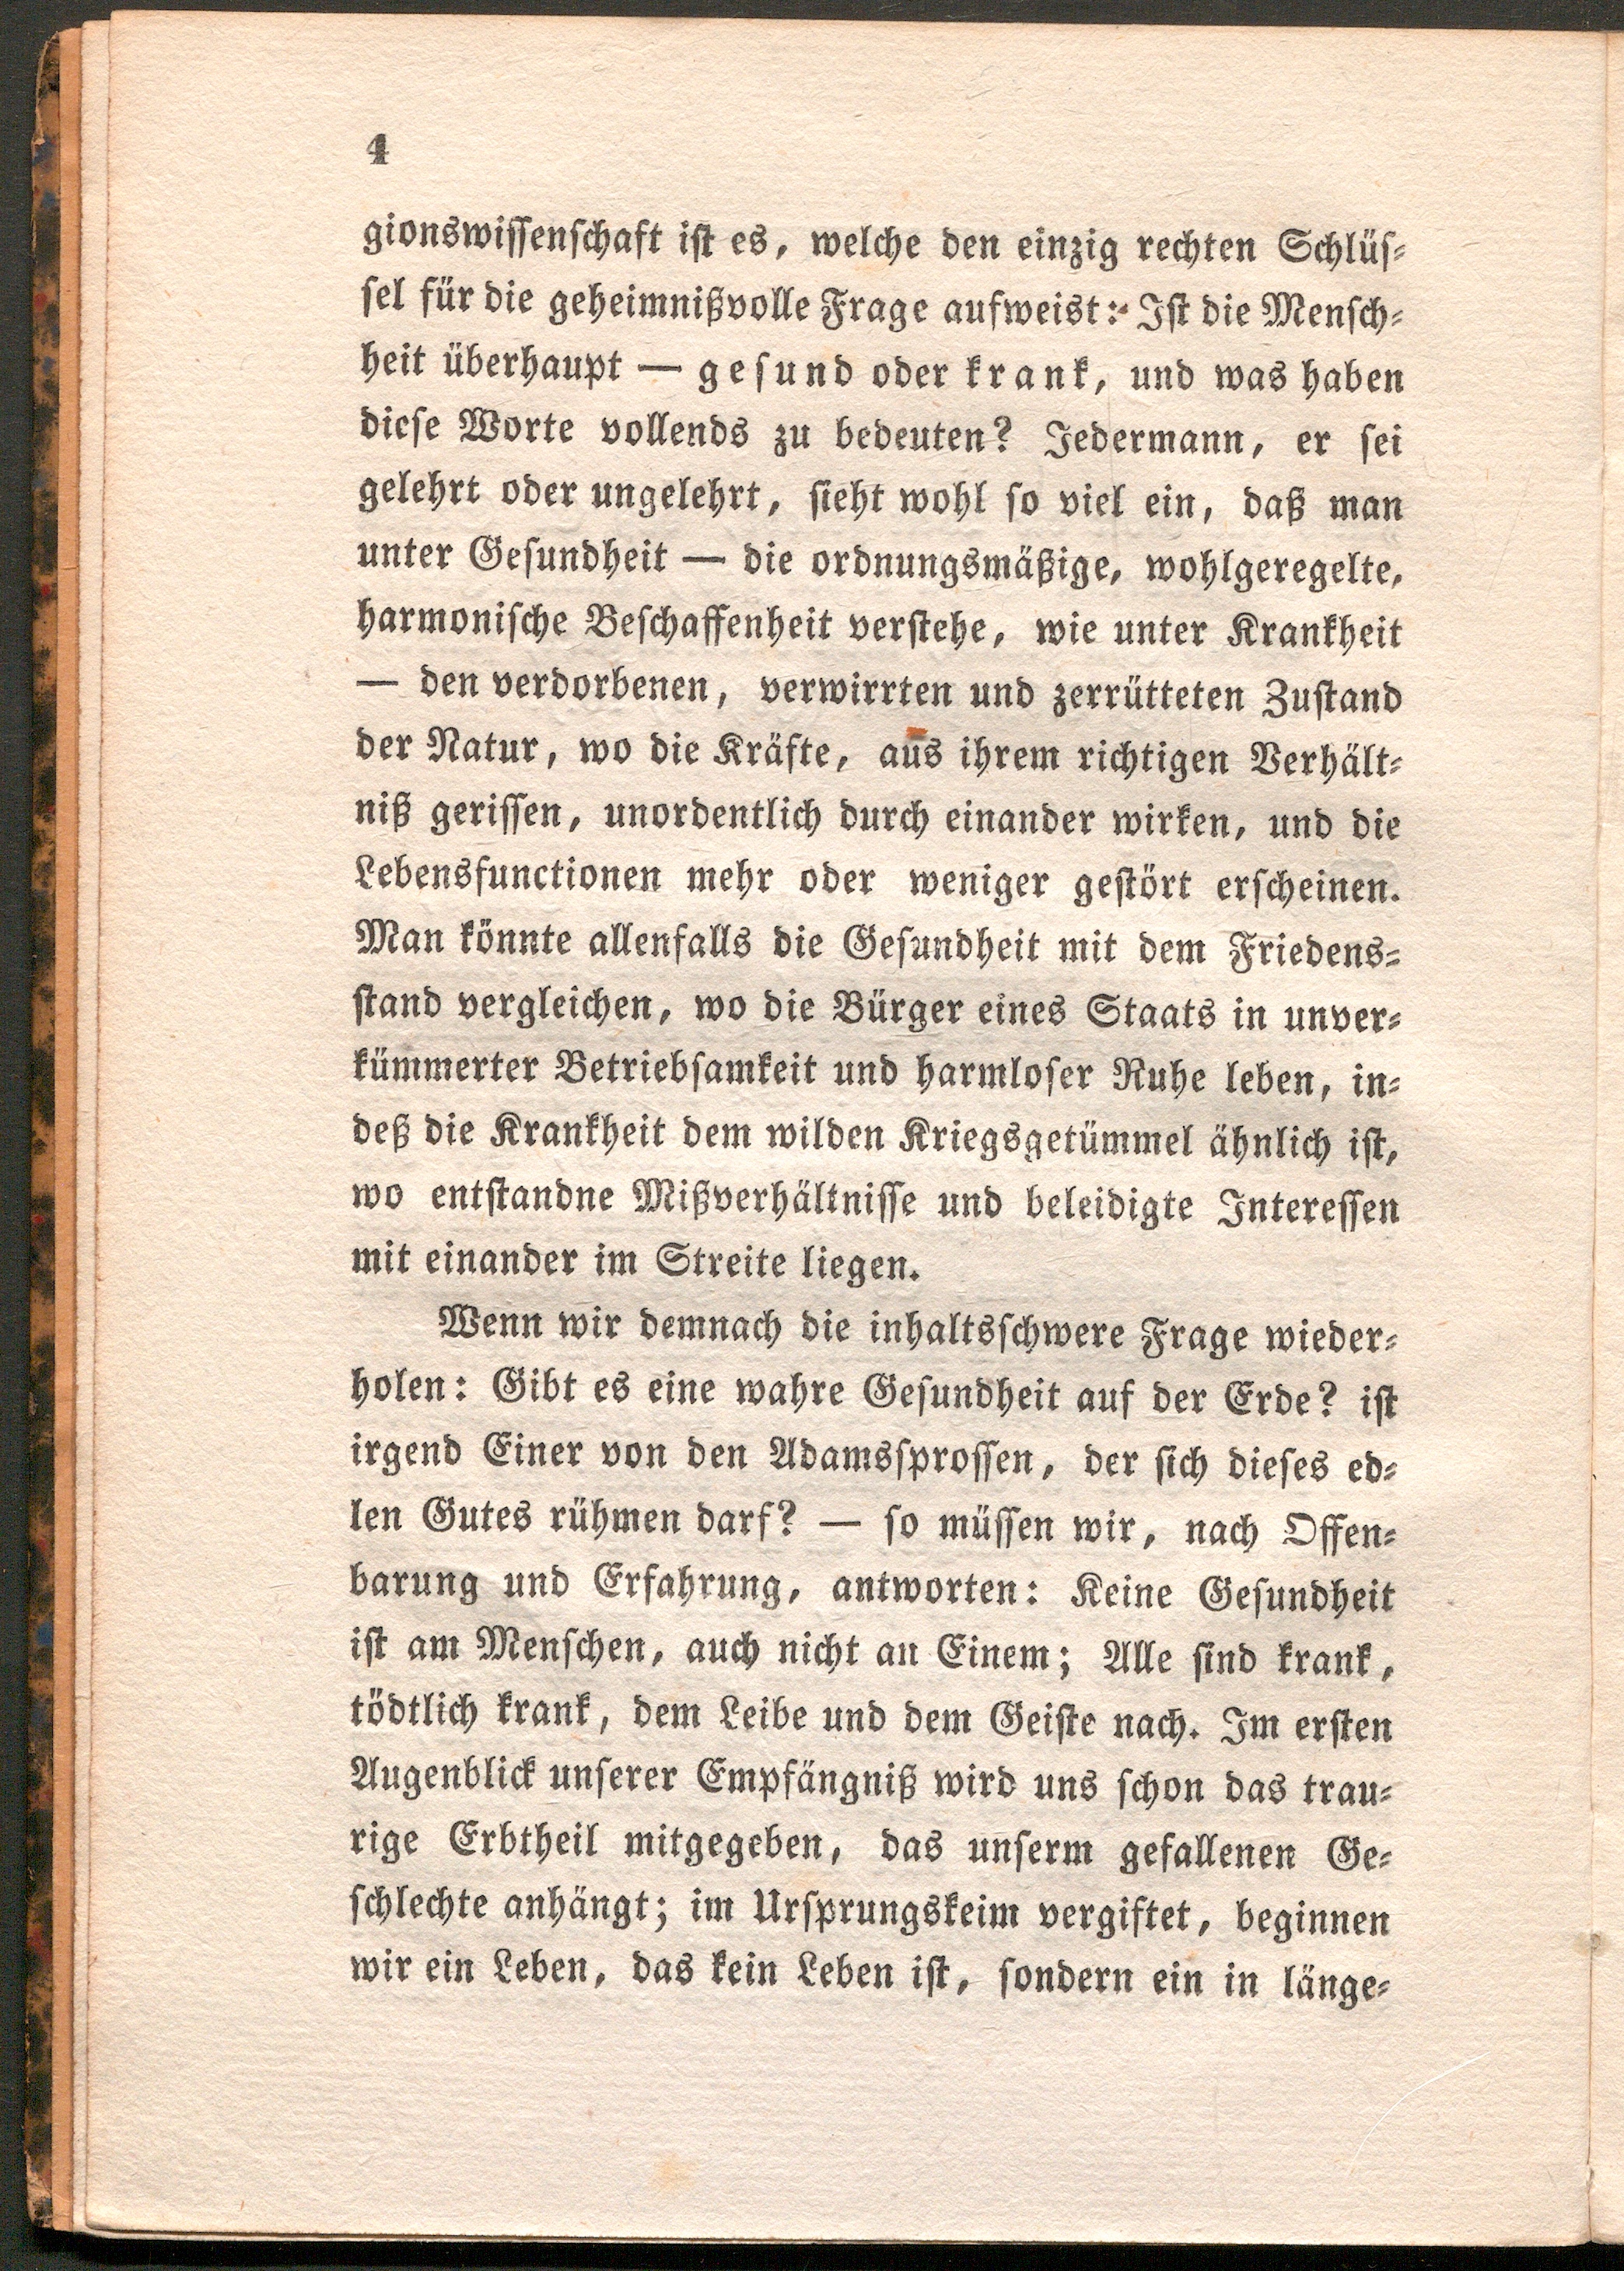 4
gionswissenschaft ist es, welche den einzig rechten Schlüs-
sel für die geheimnißvolle Frage aufweist: Ist die Mensch-
heit überhaupt — gesund oder krank, und was haben
diese Worte vollends zu bedeuten? Jedermann, er sei
gelehrt oder ungelehrt, sieht wohl so viel ein, daß man
unter Gesundheit — die ordnungsmäßige, wohlgeregelte,
harmonische Beschaffenheit verstehe, wie unter Krankheit
— den verdorbenen, verwirrten und zerrütteten Zustand
der Natur, wo die Kräfte, aus ihrem richtigen Verhält-
niß gerissen, unordentlich durch einander wirken, und die
Lebensfunctionen mehr oder weniger gestört erscheinen.
Man könnte allenfalls die Gesundheit mit dem Friedens-
stand vergleichen, wo die Bürger eines Staats in unver-
kümmerter Betriebsamkeit und harmloser Ruhe leben, in-
deß die Krankheit dem wilden Kriegsgetümmel ähnlich ist,
wo entstandne Mißverhältnisse und beleidigte Interessen
mit einander im Streite liegen.
Wenn wir demnach die inhaltsschwere Frage wieder-
holen: Gibt es eine wahre Gesundheit auf der Erde? ist
irgend Einer von den Adamssprossen, der sich dieses ed-
len Gutes rühmen darf? — so müssen wir, nach Offen-
barung und Erfahrung, antworten: Keine Gesundheit
ist am Menschen, auch nicht an Einem; Alle sind krank,
tödtlich krank, dem Leibe und dem Geiste nach. Im ersten
Augenblick unserer Empfängniß wird uns schon das trau-
rige Erbtheil mitgegeben, das unserm gefallenen Ge-
schlechte anhängt; im Ursprungskeim vergiftet, beginnen
wir ein Leben, das kein Leben ist, sondern ein in länge-